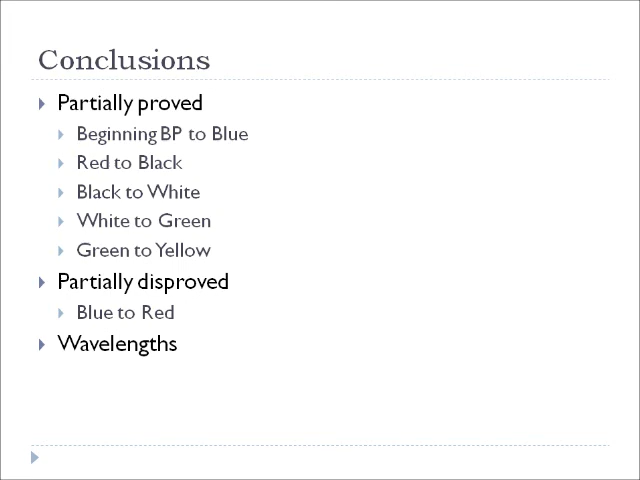 Conclusions
Partially proved
Beginning BP to Blue
Red to Black
Black to White
White to Green
Green to Yellow
Partially disproved
Blue to Red
Wavelengths